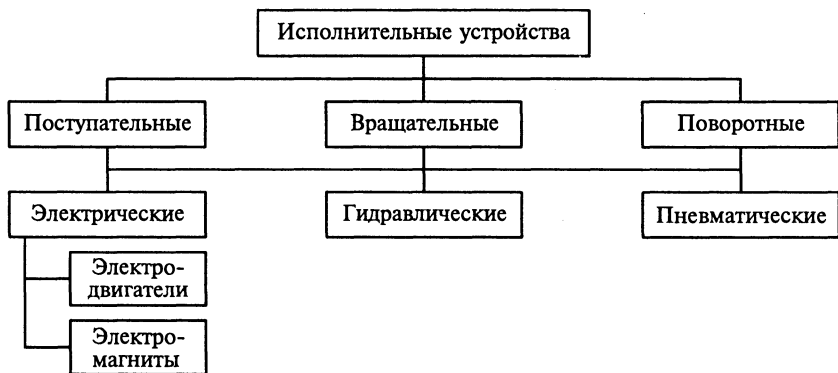 Исполнительные устройства
Поступательные
Вращательные
Поворотные
Электрические
Гидравлические
Пневматические
Электро-
двигатели
Электро-
магниты